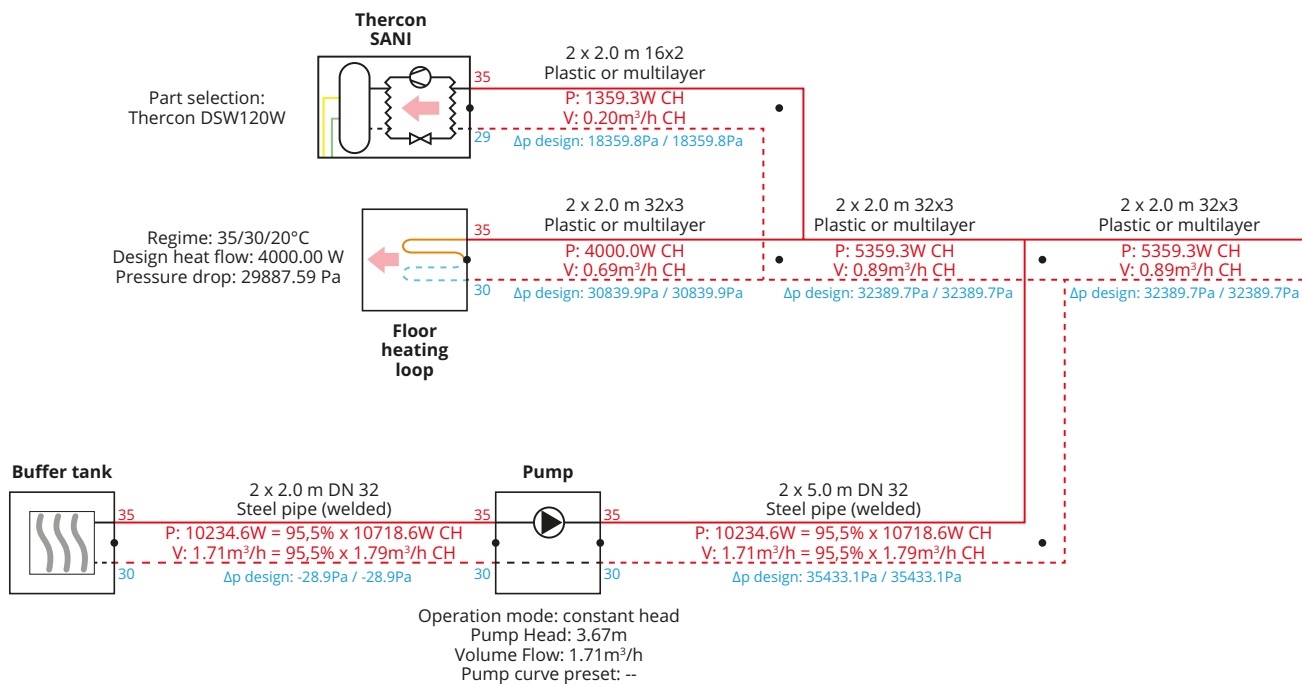 Thercon
SANI
Part selection:
Thercon DSW120W
35
29
2 x 2.0 m 16x2
Plastic or multilayer
P: 1359.3W CH
V: 0.20m³/h CH
Δp design: 18359.8Pa / 18359.8Pa
Regime: 35/30/20°C
Design heat flow: 4000.00 W
Pressure drop: 29887.59 Pa
35
30
Floor
heating
loop
2 x 2.0 m 32x3
Plastic or multilayer
P: 4000.0W CH
V: 0.69m³/h CH
Δp design: 30839.9Pa / 30839.9Pa
2 x 2.0 m 32x3
Plastic or multilayer
P: 5359.3W CH
V: 0.89m³/h CH
Δp design: 32389.7Pa / 32389.7Pa
2 x 2.0 m 32x3
Plastic or multilayer
P: 5359.3W CH
V: 0.89m³/h CH
Δp design: 32389.7Pa / 32389.7Pa
Buffer tank
35
30
2 x 2.0 m DN 32
Steel pipe (welded)
P: 10234.6W = 95,5% x 10718.6W CH
V: 1.71m³/h = 95,5% x 1.79m³/h CH
Δp design: -28.9Pa / -28.9Pa
Pump
35
30
35
30
2 x 5.0 m DN 32
Steel pipe (welded)
P: 10234.6W = 95,5% x 10718.6W CH
V: 1.71m³/h = 95,5% x 1.79m³/h CH
Δp design: 35433.1Pa / 35433.1Pa
Operation mode: constant head
Pump Head: 3.67m
Volume Flow: 1.71m³/h
Pump curve preset: --